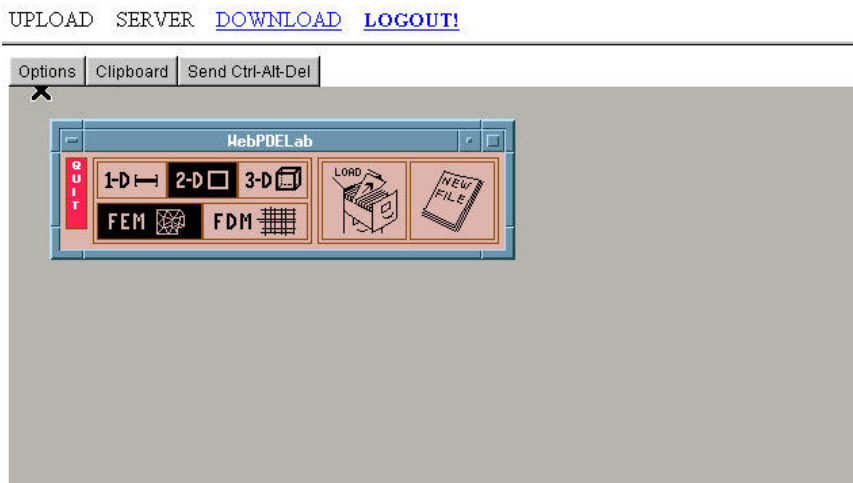 UPLOAD SERVER DOWNLOAD LOGOUT!
Options Clipboard Send Ctrl-Alt-Del
WebPDELab
QUIT
1-D 2-D 3-D
FEM FDM
LOAD
NEW
FILE